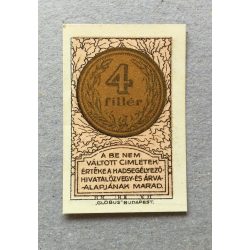 4
fillér
A BE NEM
VÁLTOTT CIMLETEK
ÉRTÉKE A HADSEGÉLYEZŐ
HIVATAL ÖZVEGY- ÉS ÁRVA-
ALAPJÁNAK MARAD.
„GLOBUS" BUDAPEST.